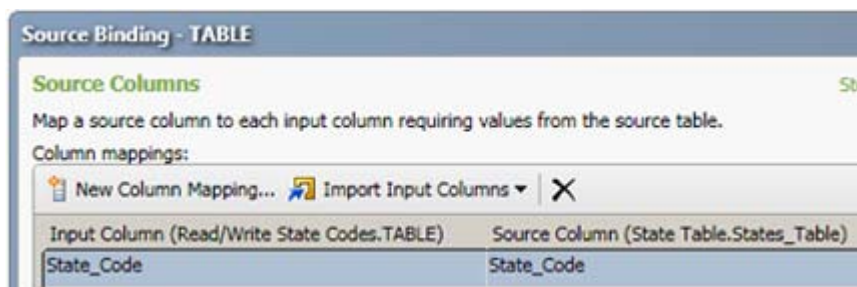 Source Binding - TABLE
Source Columns St
Map a source column to each input column requiring values from the source table.
Column mappings:
New Column Mapping... Import Input Columns
Input Column (Read/Write State Codes.TABLE) Source Column (State Table.States_Table)
State_Code State_Code